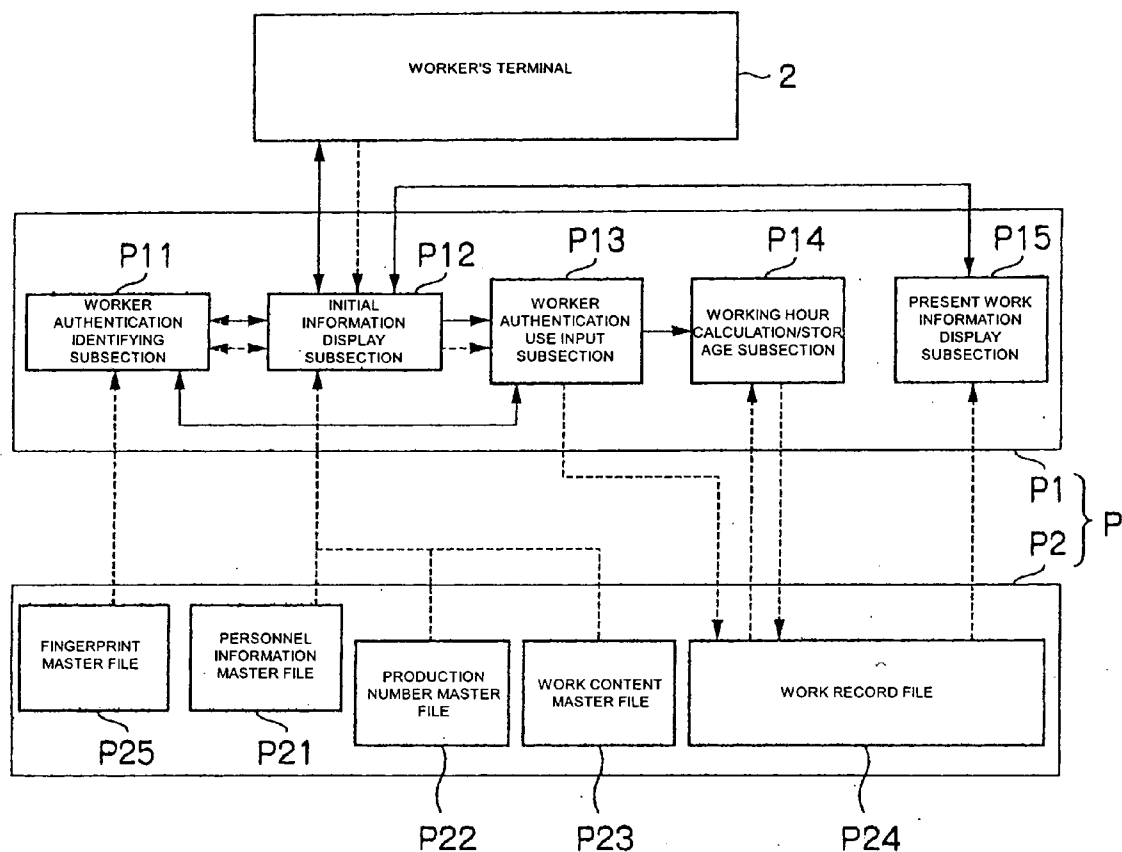 WORKER'S TERMINAL
2
P11
P12
P13
P14
P15
WORKER
AUTHENTICATION
IDENTIFYING
SUBSECTION
INITIAL
INFORMATION
DISPLAY
SUBSECTION
WORKER
AUTHENTICATION
USE INPUT
SUBSECTION
WORKING HOUR
CALCULATION/STOR
AGE SUBSECTION
PRESENT WORK
INFORMATION
DISPLAY
SUBSECTION
P1
P
P2
FINGERPRINT
MASTER FILE
PERSONNEL
INFORMATION
MASTER FILE
PRODUCTION
NUMBER MASTER
FILE
WORK CONTENT
MASTER FILE
WORK RECORD FILE
P25
P21
P22
P23
P24